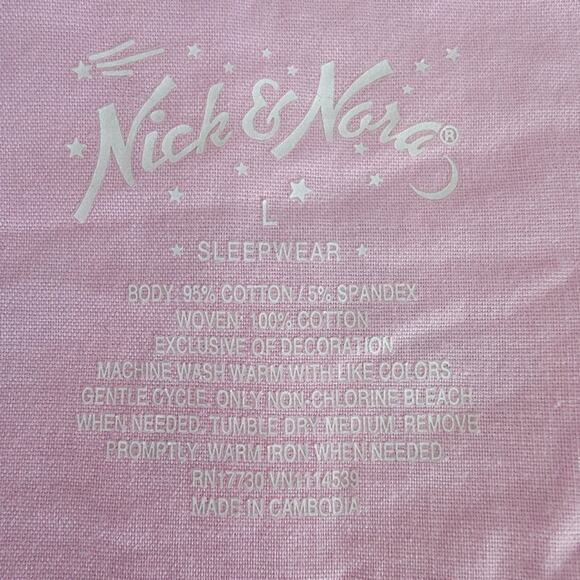 Nick & Nora®
L
SLEEPWEAR
BODY: 95% COTTON / 5% SPANDEX
WOVEN: 100% COTTON
EXCLUSIVE OF DECORATION
MACHINE WASH WARM WITH LIKE COLORS.
GENTLE CYCLE. ONLY NON-CHLORINE BLEACH
WHEN NEEDED. TUMBLE DRY MEDIUM. REMOVE
PROMPTLY. WARM IRON WHEN NEEDED.
RN17730 VN1114539
MADE IN CAMBODIA